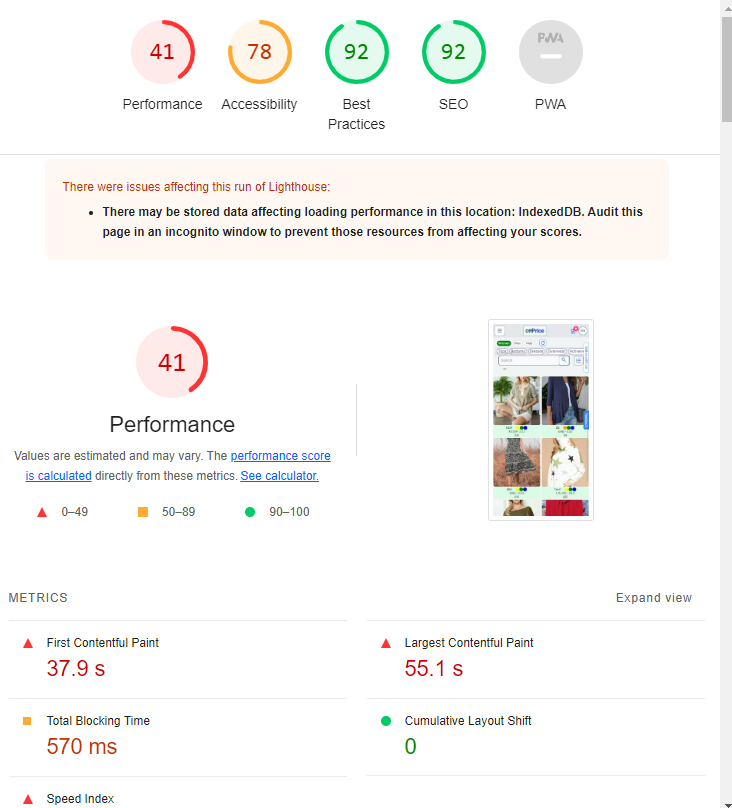 41
78
92
92
PWA
Performance
Accessibility
Best
Practices
SEO
PWA
There were issues affecting this run of Lighthouse:
There may be stored data affecting loading performance in this location: IndexedDB. Audit this
page in an incognito window to prevent those resources from affecting your scores.
41
Performance
Values are estimated and may vary. The performance score
is calculated directly from these metrics. See calculator.
0–49
50–89
90–100
METRICS
Expand view
First Contentful Paint
37.9 s
Largest Contentful Paint
55.1 s
Total Blocking Time
570 ms
Cumulative Layout Shift
0
Speed Index